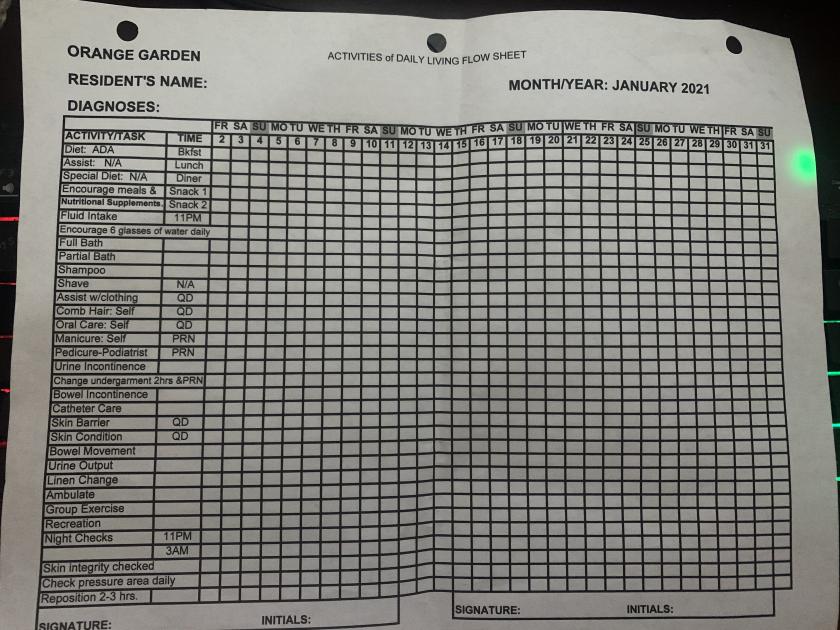 ORANGE GARDEN
ACTIVITIES of DAILY LIVING FLOW SHEET
RESIDENT'S NAME:
MONTH/YEAR: JANUARY 2021
DIAGNOSES:
FR SA SU MO TU WE TH FR SA SU MO TU WE TH FR SA SU MO TU WE TH FR SA SU MO TU WE TH FR SA SU
ACTIVITY/TASK TIME 2 3 4 5 6 7 8 9 10 11 12 13 14 15 16 17 18 19 20 21 22 23 24 25 26 27 28 29 30 31 31
Diet: ADA Bkfst
Assist: N/A Lunch
Special Diet: N/A Diner
Encourage meals & Snack 1
Nutritional Supplements. Snack 2
Fluid Intake 11PM
Encourage 6 glasses of water daily
Full Bath
Partial Bath
Shampoo
Shave N/A
Assist w/clothing QD
Comb Hair: Self QD
Oral Care: Self QD
Manicure: Self PRN
Pedicure-Podiatrist PRN
Urine Incontinence
Change undergarment 2hrs &PRN
Bowel Incontinence
Catheter Care
Skin Barrier QD
Skin Condition QD
Bowel Movement
Urine Output
Linen Change
Ambulate
Group Exercise
Recreation
Night Checks 11PM
3AM
Skin integrity checked
Check pressure area daily
Reposition 2-3 hrs.
SIGNATURE: INITIALS: SIGNATURE: INITIALS: